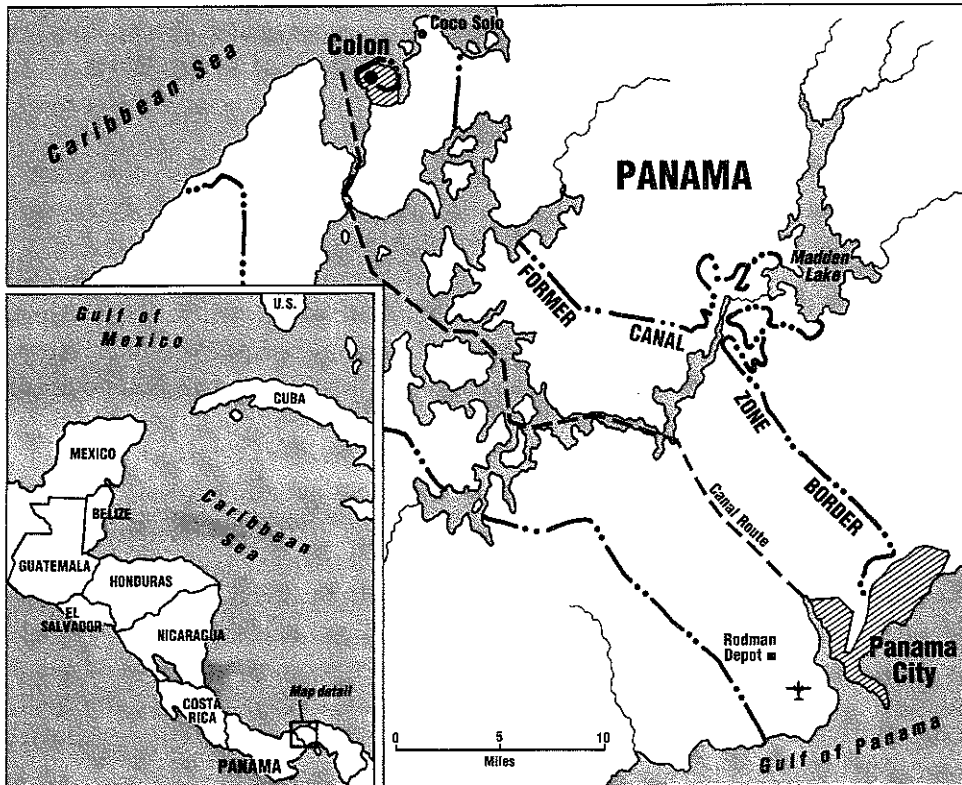 Coco Solo
Colon
Caribbean Sea
PANAMA
Madden
Lake
FORMER
CANAL
ZONE
BORDER
Canal Route
Rodman
Depot
Panama
City
Gulf of Panama
0 5 10
Miles
U.S.
Gulf of
Mexico
CUBA
MEXICO
BELIZE
Caribbean
Sea
GUATEMALA
HONDURAS
EL
SALVADOR
NICARAGUA
COSTA
RICA
Map detail
PANAMA